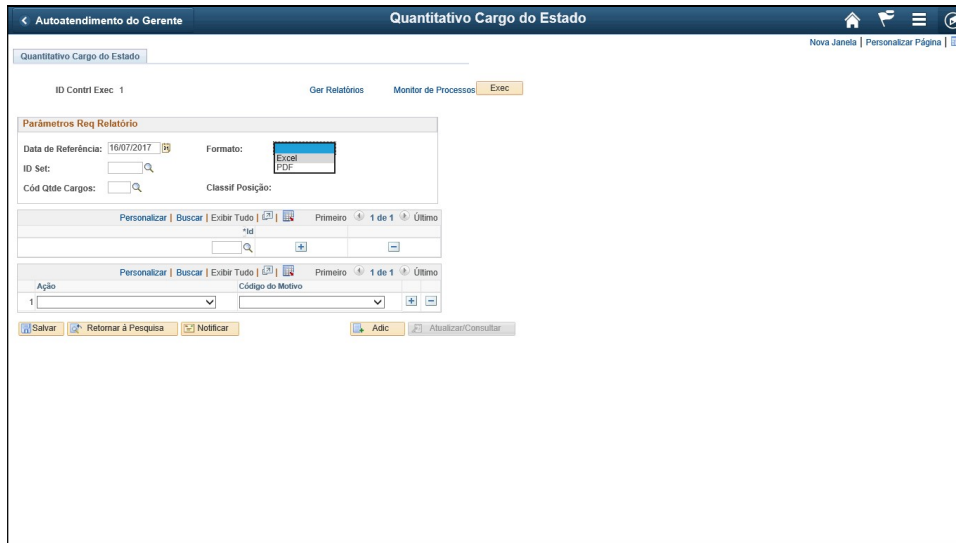 Autoatendimento do Gerente
Quantitativo Cargo do Estado
Nova Janela | Personalizar Página |
Quantitativo Cargo do Estado
ID Contrl Exec 1 Ger Relatórios Monitor de Processos Exec
Parâmetros Req Relatório
Data de Referência: 16/07/2017 Formato:
Excel
PDF
ID Set:
Cód Qtde Cargos: Classif Posição:
Personalizar | Buscar | Exibir Tudo | | Primeiro 1 de 1 Último
*Id
Personalizar | Buscar | Exibir Tudo | | Primeiro 1 de 1 Último
Ação Código do Motivo
1
Salvar Retornar à Pesquisa Notificar Adic Atualizar/Consultar